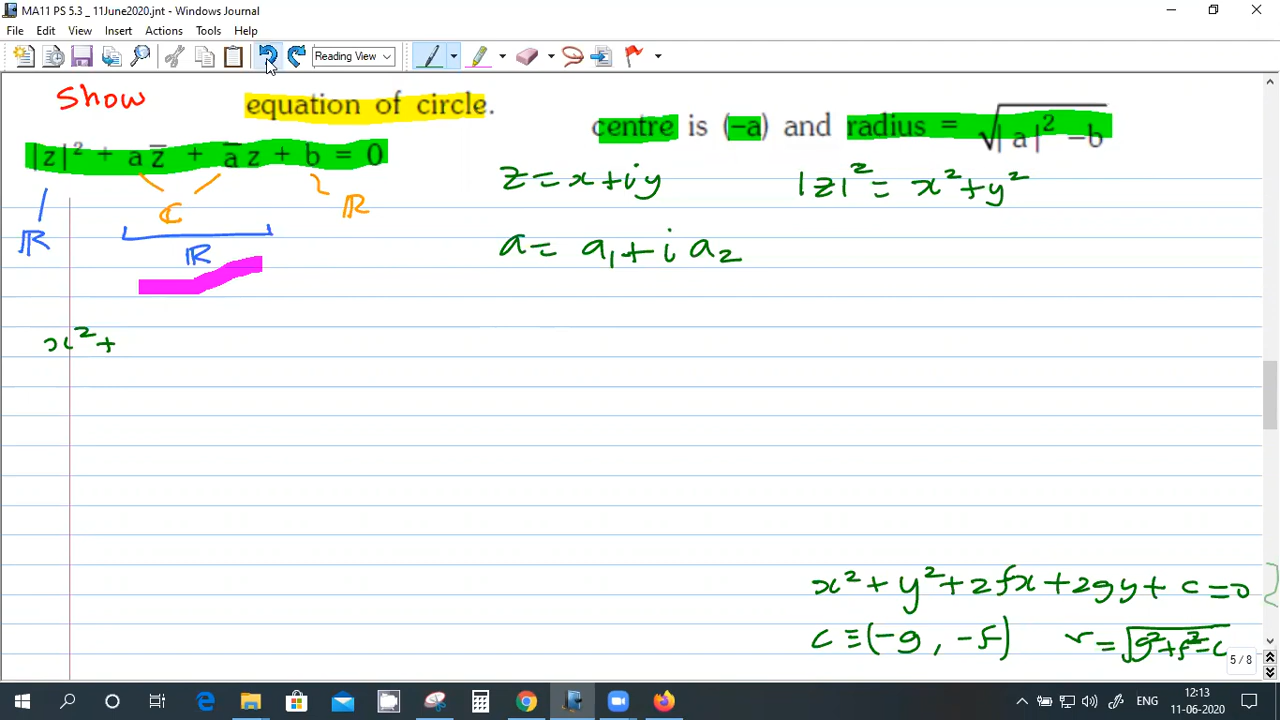 MA11 PS 5.3 _ 11June2020.jnt - Windows Journal
File Edit View Insert Actions Tools Help
Reading View
Show equation of circle.
centre is (–a) and radius = √|a|² –b
|z|² + a z̅ + a̅ z + b = 0
z = x+iy |z|² = x²+y²
ℂ ℝ
ℝ ℝ
a = a₁ + i a₂
x² +
x² + y² + 2fx + 2gy + c = 0
C ≡ (-g, -f) r = √g²+f²-c
5 / 8
ENG
12:13
11-06-2020